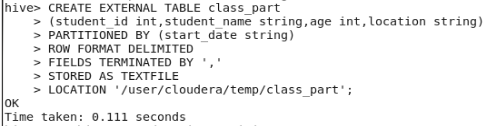 hive> CREATE EXTERNAL TABLE class_part
    > (student_id int,student_name string,age int,location string)
    > PARTITIONED BY (start_date string)
    > ROW FORMAT DELIMITED
    > FIELDS TERMINATED BY ','
    > STORED AS TEXTFILE
    > LOCATION '/user/cloudera/temp/class_part';
OK
Time taken: 0.111 seconds